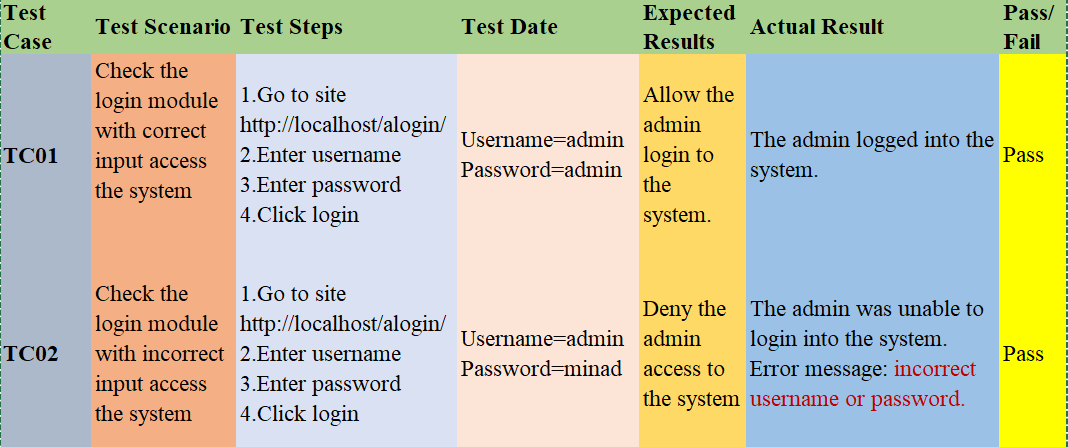 Test Case
Test Scenario
Test Steps
Test Date
Expected Results
Actual Result
Pass/ Fail
TC01
Check the
login module
with correct
input access
the system
1.Go to site
http://localhost/alogin/
2.Enter username
3.Enter password
4.Click login
Username=admin
Password=admin
Allow the
admin
login to
the
system.
The admin logged into the
system.
Pass
TC02
Check the
login module
with incorrect
input access
the system
1.Go to site
http://localhost/alogin/
2.Enter username
3.Enter password
4.Click login
Username=admin
Password=minad
Deny the
admin
access to
the system
The admin was unable to
login into the system.
Error message: incorrect
username or password.
Pass